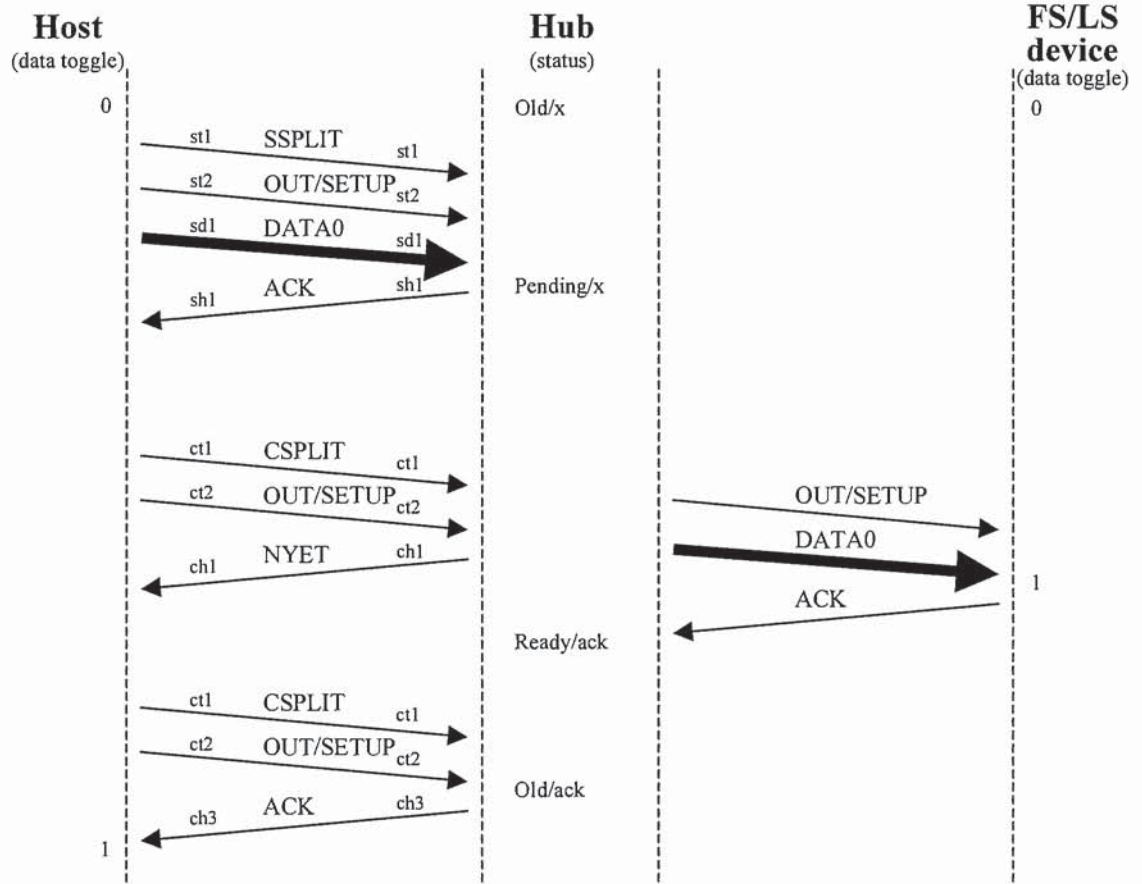 Host
(data toggle)
Hub
(status)
FS/LS
device
(data toggle)
0
Old/x
0
st1 SSPLIT st1
st2 OUT/SETUP st2
sd1 DATA0 sd1
Pending/x
sh1 ACK sh1
ct1 CSPLIT ct1
ct2 OUT/SETUP ct2
OUT/SETUP
ch1 NYET ch1
DATA0
1
ACK
Ready/ack
ct1 CSPLIT ct1
ct2 OUT/SETUP ct2
Old/ack
ch3 ACK ch3
1